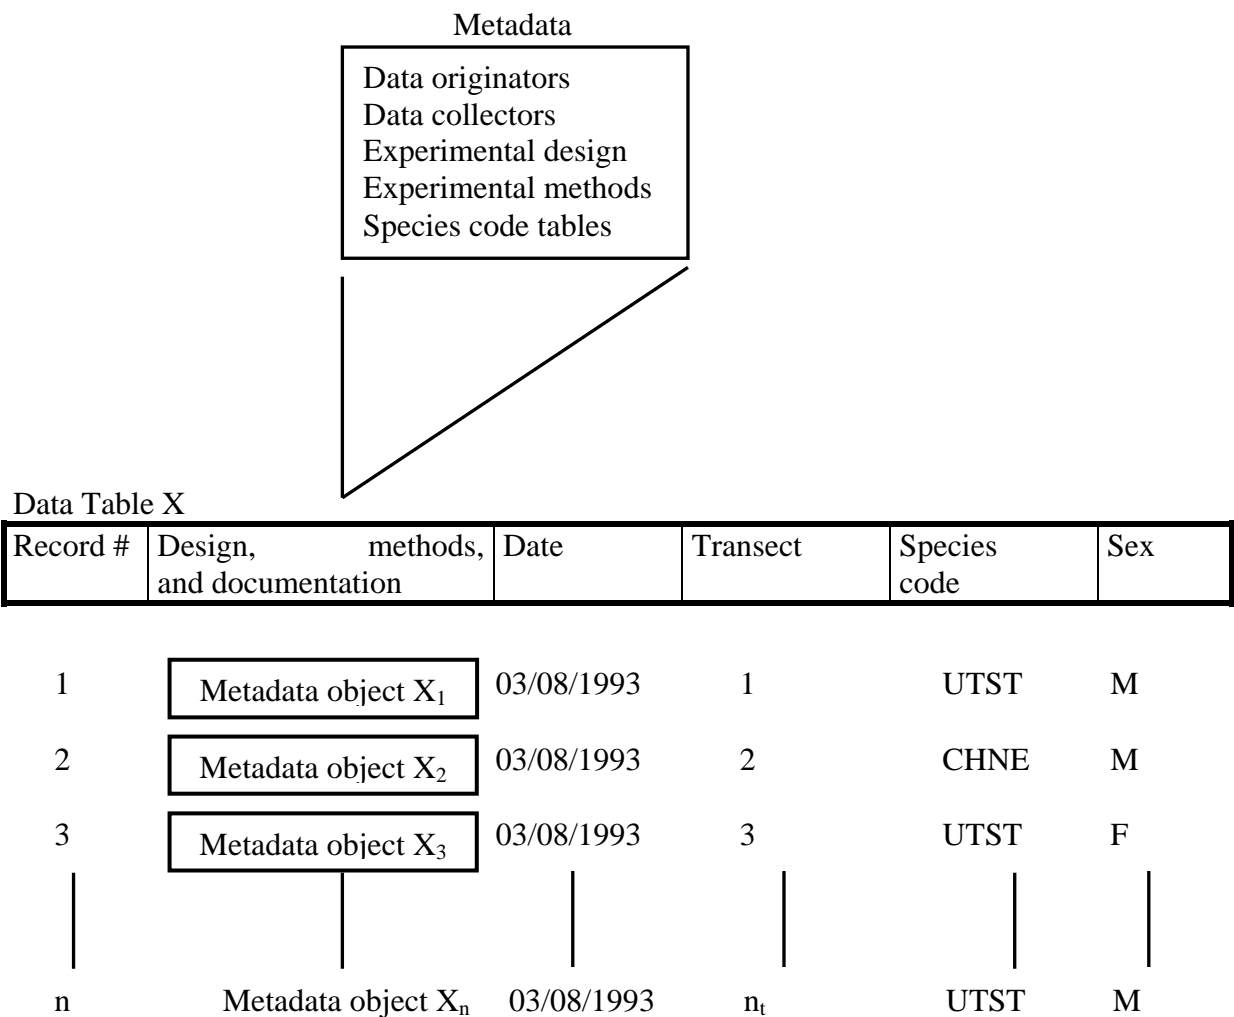 Metadata
Data originators
Data collectors
Experimental design
Experimental methods
Species code tables
Data Table X
Record # Design, methods, Date Transect Species Sex
and documentation code
1 Metadata object X₁ 03/08/1993 1 UTST M
2 Metadata object X₂ 03/08/1993 2 CHNE M
3 Metadata object X₃ 03/08/1993 3 UTST F
n Metadata object Xₙ 03/08/1993 nₜ UTST M